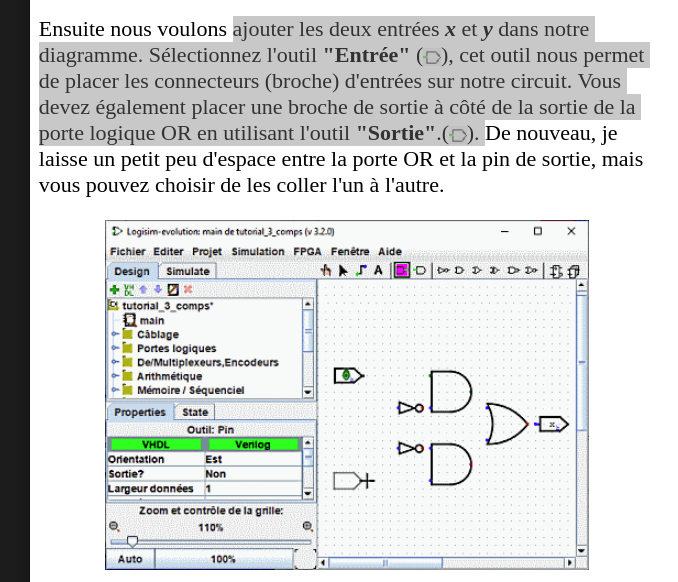 Ensuite nous voulons ajouter les deux entrées x et y dans notre
diagramme. Sélectionnez l'outil "Entrée" (), cet outil nous permet
de placer les connecteurs (broche) d'entrées sur notre circuit. Vous
devez également placer une broche de sortie à côté de la sortie de la
porte logique OR en utilisant l'outil "Sortie".(). De nouveau, je
laisse un petit peu d'espace entre la porte OR et la pin de sortie, mais
vous pouvez choisir de les coller l'un à l'autre.
Logisim-evolution: main de tutorial_3_comps (v 3.2.0)
Fichier Editer Projet Simulation FPGA Fenêtre Aide
Design Simulate
A
tutorial_3_comps*
main
Câblage
Portes logiques
De/Multiplexeurs,Encodeurs
Arithmétique
Mémoire / Séquenciel
Properties State
Outil: Pin
VHDL Verilog
Orientation Est
Sortie? Non
Largeur données 1
Zoom et contrôle de la grille:
110%
Auto 100%
0
x